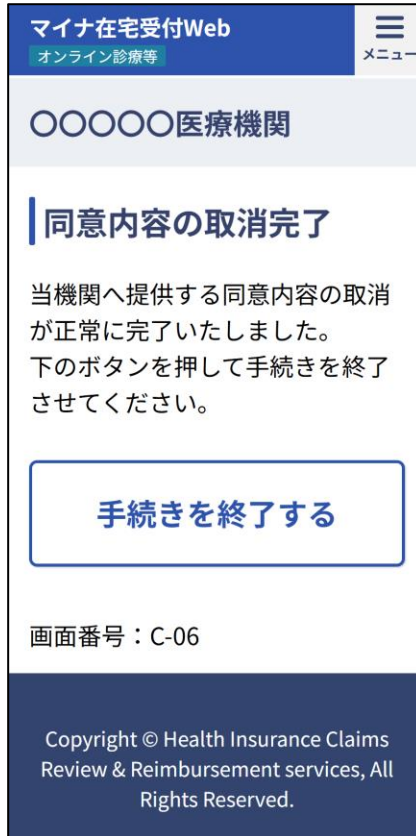 マイナ在宅受付Web
オンライン診療等
メニュー
〇〇〇〇〇医療機関
同意内容の取消完了
当機関へ提供する同意内容の取消
が正常に完了いたしました。
下のボタンを押して手続きを終了
させてください。
手続きを終了する
画面番号：C-06
Copyright © Health Insurance Claims
Review & Reimbursement services, All
Rights Reserved.